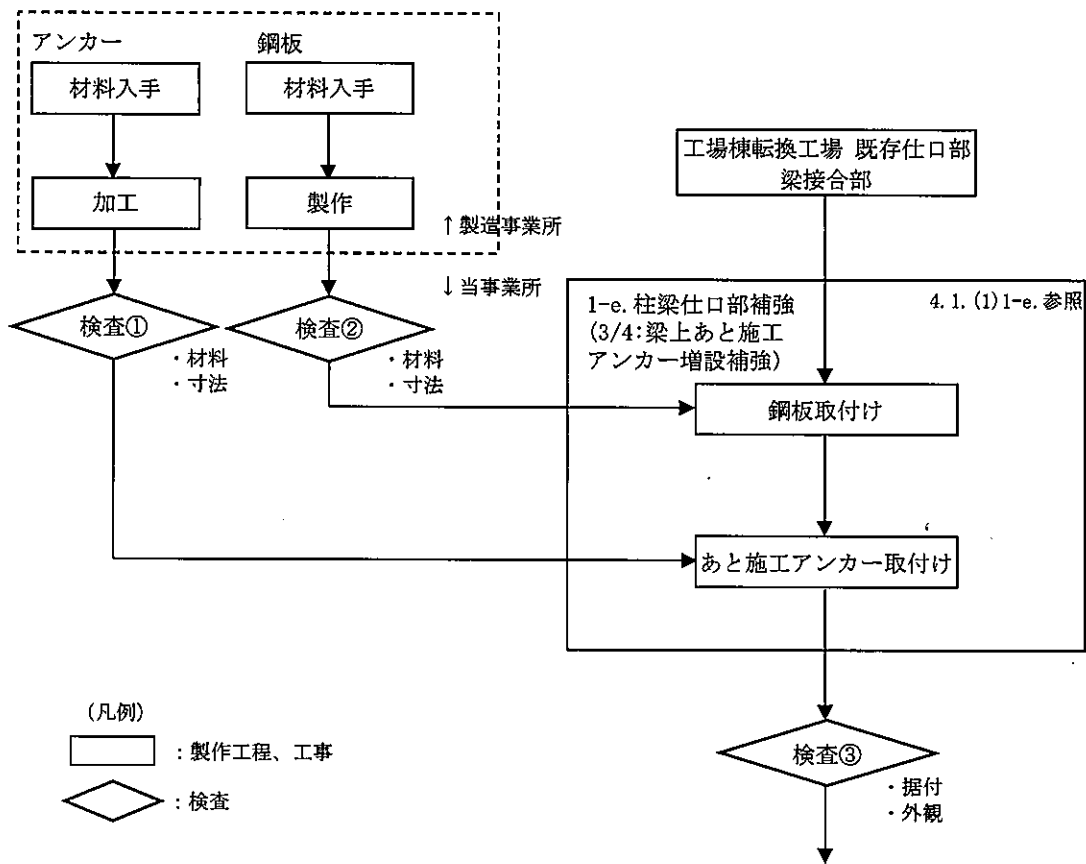 アンカー
鋼板
材料入手
材料入手
加工
製作
↑製造事業所
↓当事業所
検査①
・材料
・寸法
検査②
・材料
・寸法
工場棟転換工場 既存仕口部
梁接合部
1-e.柱梁仕口部補強
(3/4:梁上あと施工
アンカー増設補強)
4.1.(1)1-e.参照
鋼板取付け
あと施工アンカー取付け
検査③
・据付
・外観
(凡例)
：製作工程、工事
：検査